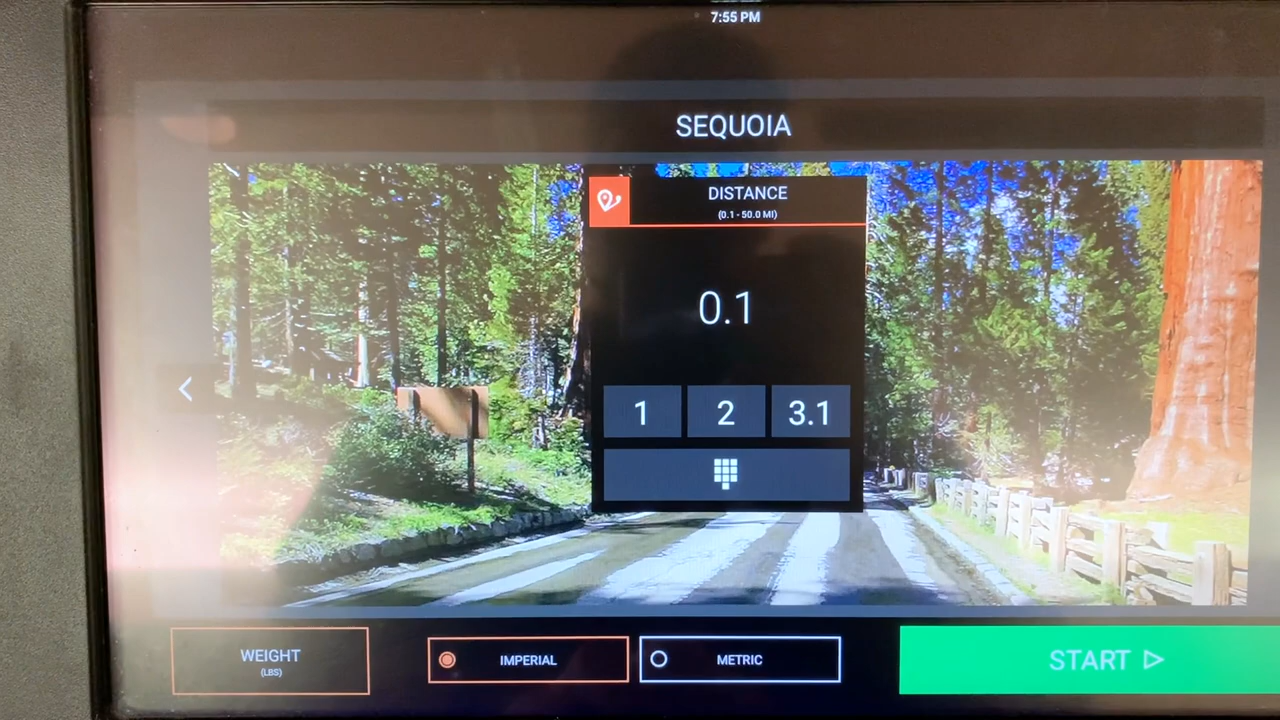 7:55 PM
SEQUOIA
DISTANCE
(0.1 - 50.0 MI)
0.1
1 2 3.1
WEIGHT
(LBS)
IMPERIAL
METRIC
START